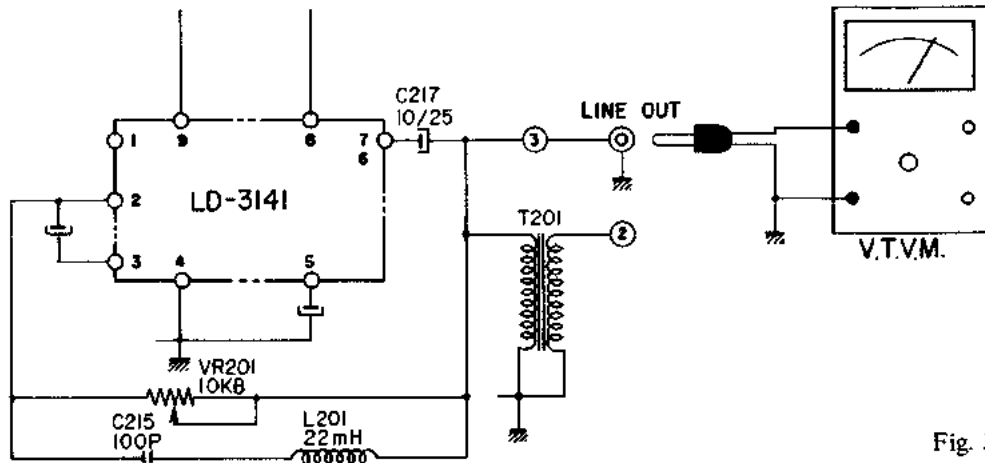 C217
10/25
LINE OUT
1
9
8
7
6
3
2
LD-3141
T201
2
3
4
5
V.T.V.M.
VR201
10KB
C215
100P
L201
22mH
Fig.